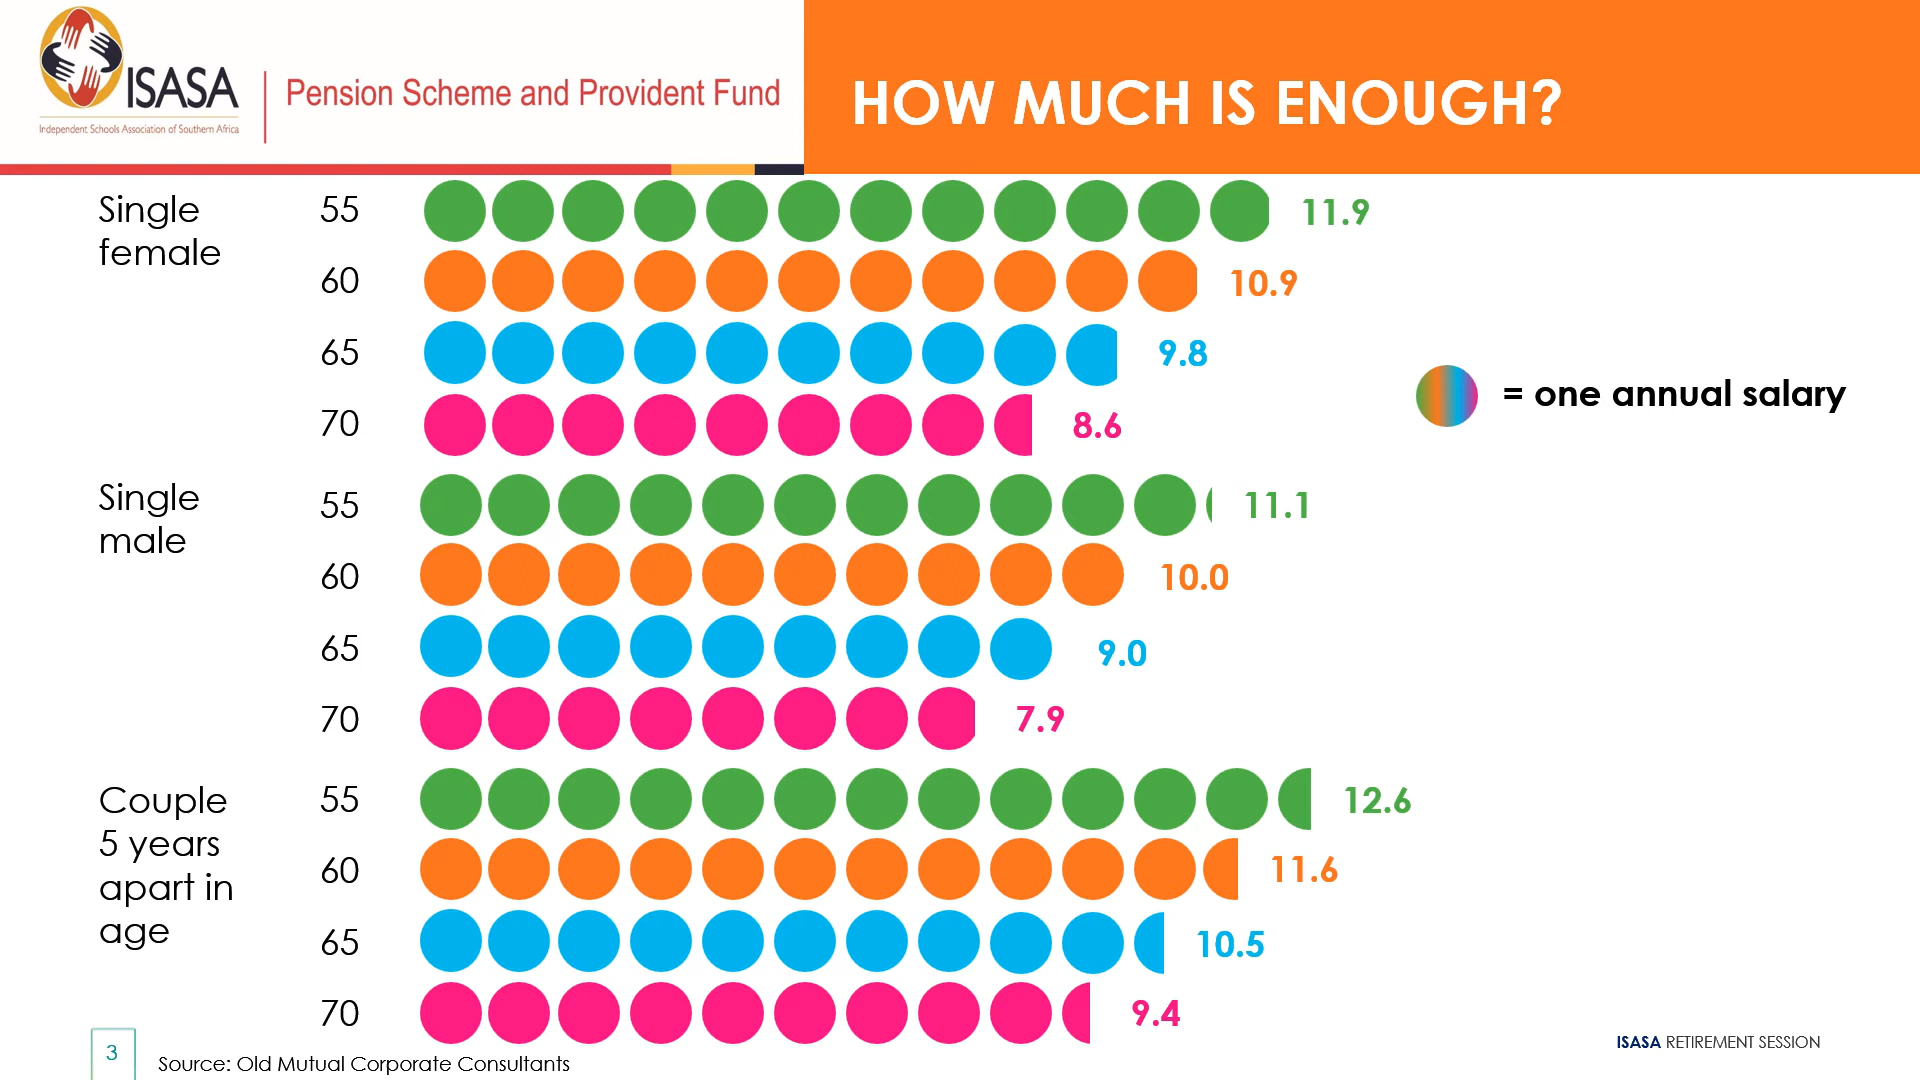 ISASA
Independent Schools Association of Southern Africa
Pension Scheme and Provident Fund
HOW MUCH IS ENOUGH?
Single
female
55
11.9
60
10.9
65
9.8
70
8.6
= one annual salary
Single
male
55
11.1
60
10.0
65
9.0
70
7.9
Couple
5 years
apart in
age
55
12.6
60
11.6
65
10.5
70
9.4
3
Source: Old Mutual Corporate Consultants
ISASA RETIREMENT SESSION